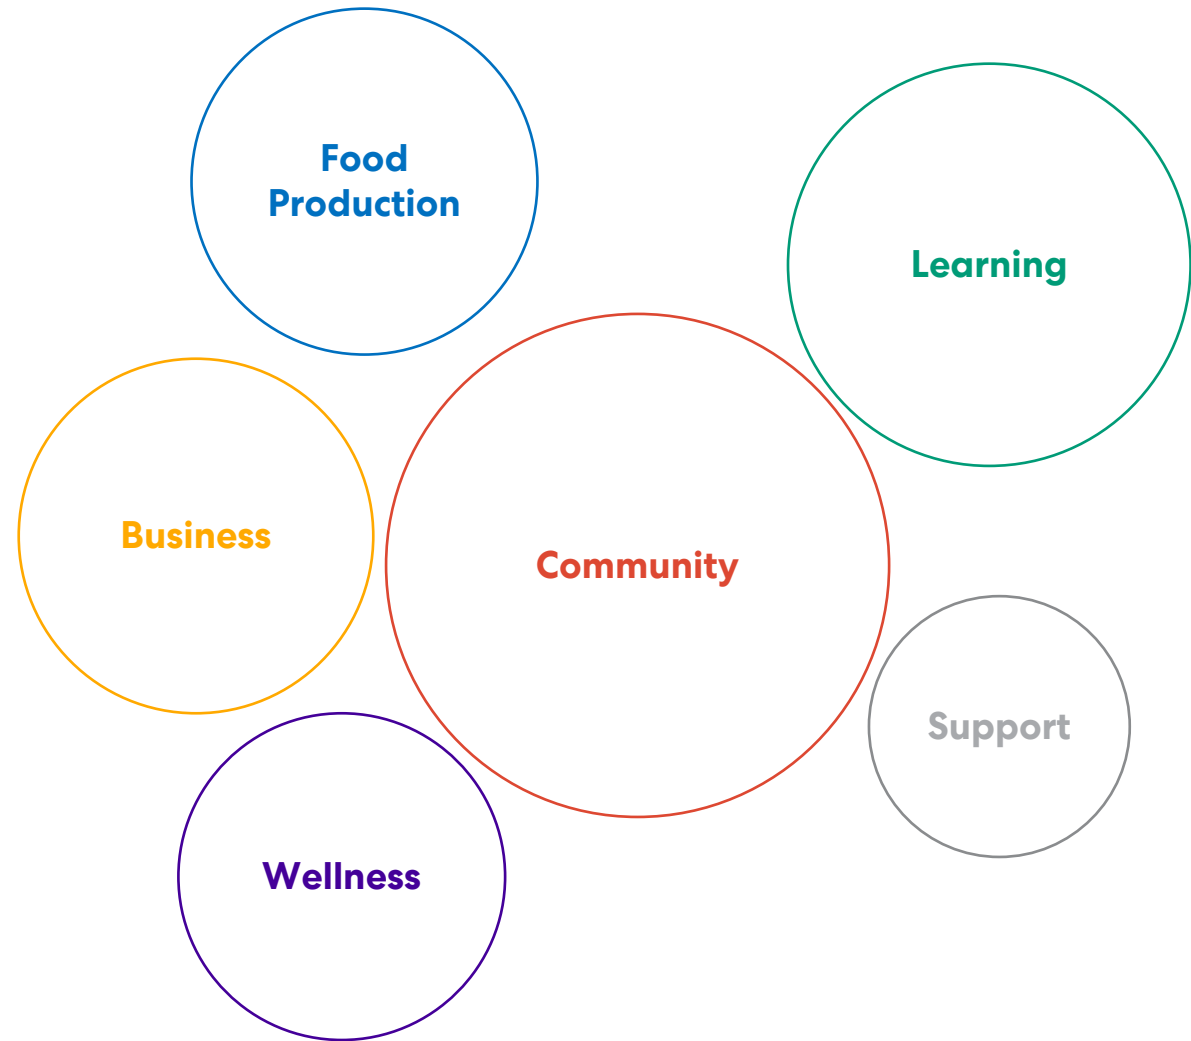 Food
Production
Learning
Business
Community
Support
Wellness